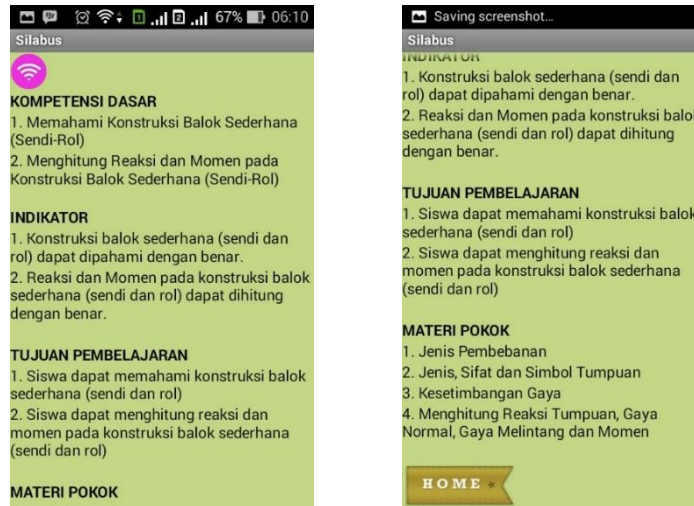 67% 06:10
Silabus
KOMPETENSI DASAR
1. Memahami Konstruksi Balok Sederhana
(Sendi-Rol)
2. Menghitung Reaksi dan Momen pada
Konstruksi Balok Sederhana (Sendi-Rol)
INDIKATOR
1. Konstruksi balok sederhana (sendi dan
rol) dapat dipahami dengan benar.
2. Reaksi dan Momen pada konstruksi balok
sederhana (sendi dan rol) dapat dihitung
dengan benar.
TUJUAN PEMBELAJARAN
1. Siswa dapat memahami konstruksi balok
sederhana (sendi dan rol)
2. Siswa dapat menghitung reaksi dan
momen pada konstruksi balok sederhana
(sendi dan rol)
MATERI POKOK
Saving screenshot...
Silabus
INDIKATOR
1. Konstruksi balok sederhana (sendi dan
rol) dapat dipahami dengan benar.
2. Reaksi dan Momen pada konstruksi balok
sederhana (sendi dan rol) dapat dihitung
dengan benar.
TUJUAN PEMBELAJARAN
1. Siswa dapat memahami konstruksi balok
sederhana (sendi dan rol)
2. Siswa dapat menghitung reaksi dan
momen pada konstruksi balok sederhana
(sendi dan rol)
MATERI POKOK
1. Jenis Pembebanan
2. Jenis, Sifat dan Simbol Tumpuan
3. Kesetimbangan Gaya
4. Menghitung Reaksi Tumpuan, Gaya
Normal, Gaya Melintang dan Momen
HOME